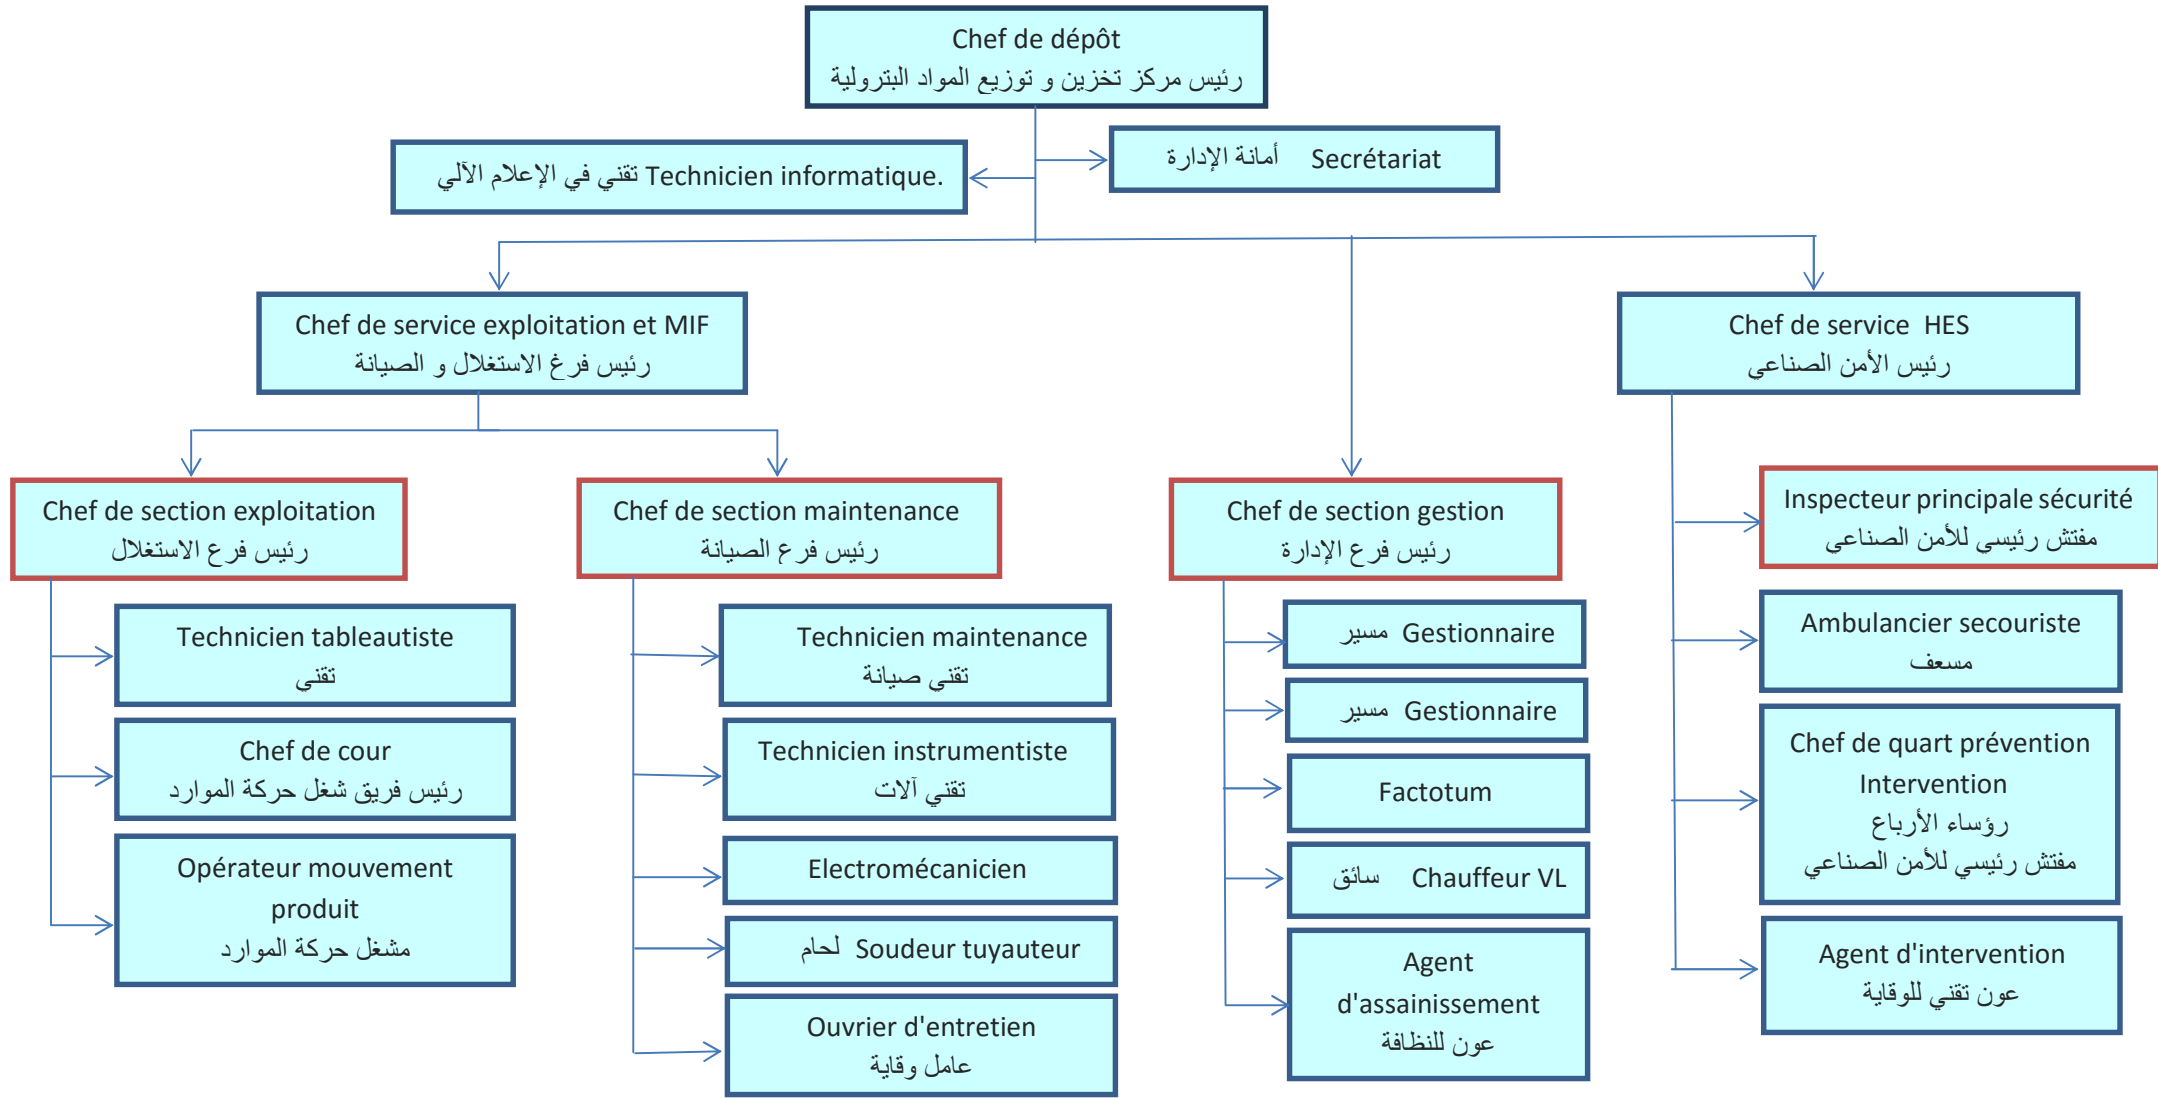 Chef de dépôt
رئيس مركز تخزين و توزيع المواد البترولية
أمانة الإدارة Secrétariat
تقني في الإعلام الآلي Technicien informatique.
Chef de service exploitation et MIF
رئيس فرغ الاستغلال و الصيانة
Chef de service HES
رئيس الأمن الصناعي
Chef de section exploitation
رئيس فرع الاستغلال
Technicien tableautiste
تقني
Chef de cour
رئيس فريق شغل حركة الموارد
Opérateur mouvement
produit
مشغل حركة الموارد
Chef de section maintenance
رئيس فرع الصيانة
Technicien maintenance
تقني صيانة
Technicien instrumentiste
تقني آلات
Electromécanicien
لحام Soudeur tuyauteur
Ouvrier d'entretien
عامل وقاية
Chef de section gestion
رئيس فرع الإدارة
مسير Gestionnaire
مسير Gestionnaire
Factotum
سائق Chauffeur VL
Agent
d'assainissement
عون للنظافة
Inspecteur principale sécurité
مفتش رئيسي للأمن الصناعي
Ambulancier secouriste
مسعف
Chef de quart prévention
Intervention
رؤساء الأرباع
مفتش رئيسي للأمن الصناعي
Agent d'intervention
عون تقني للوقاية